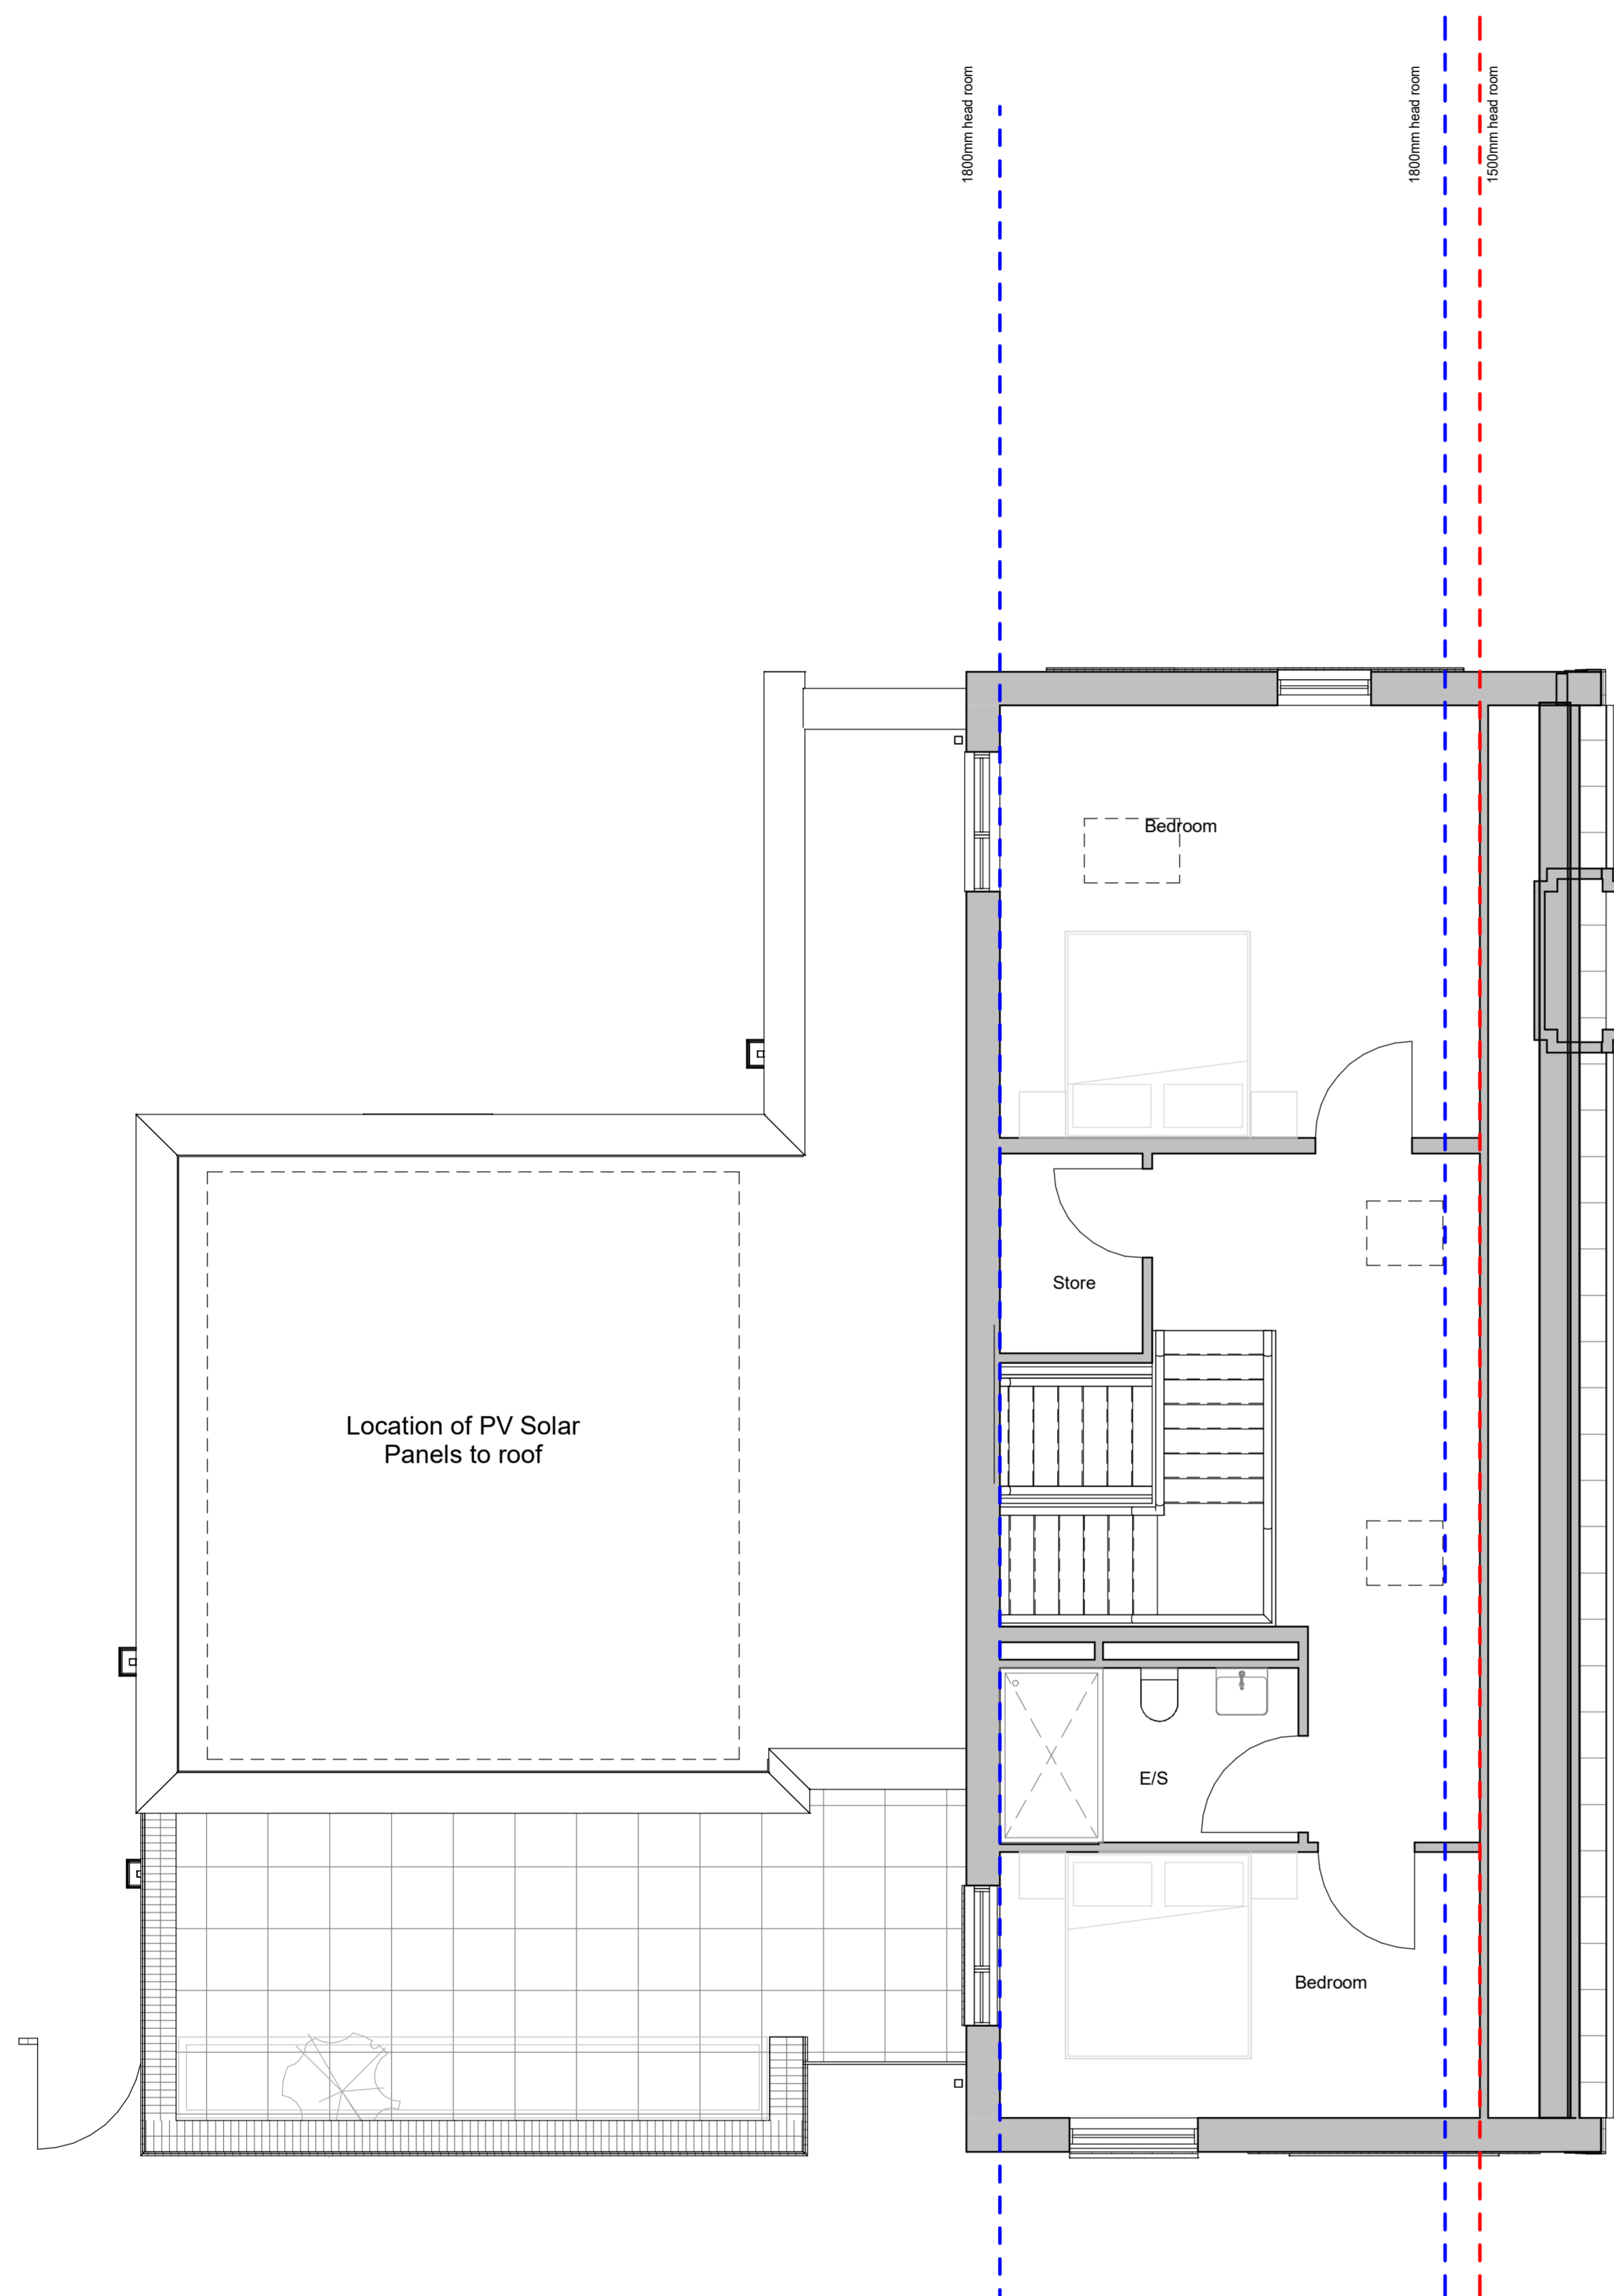 1800mm head room
1800mm head room
1500mm head room
Bedroom
Store
Location of PV Solar
Panels to roof
E/S
Bedroom